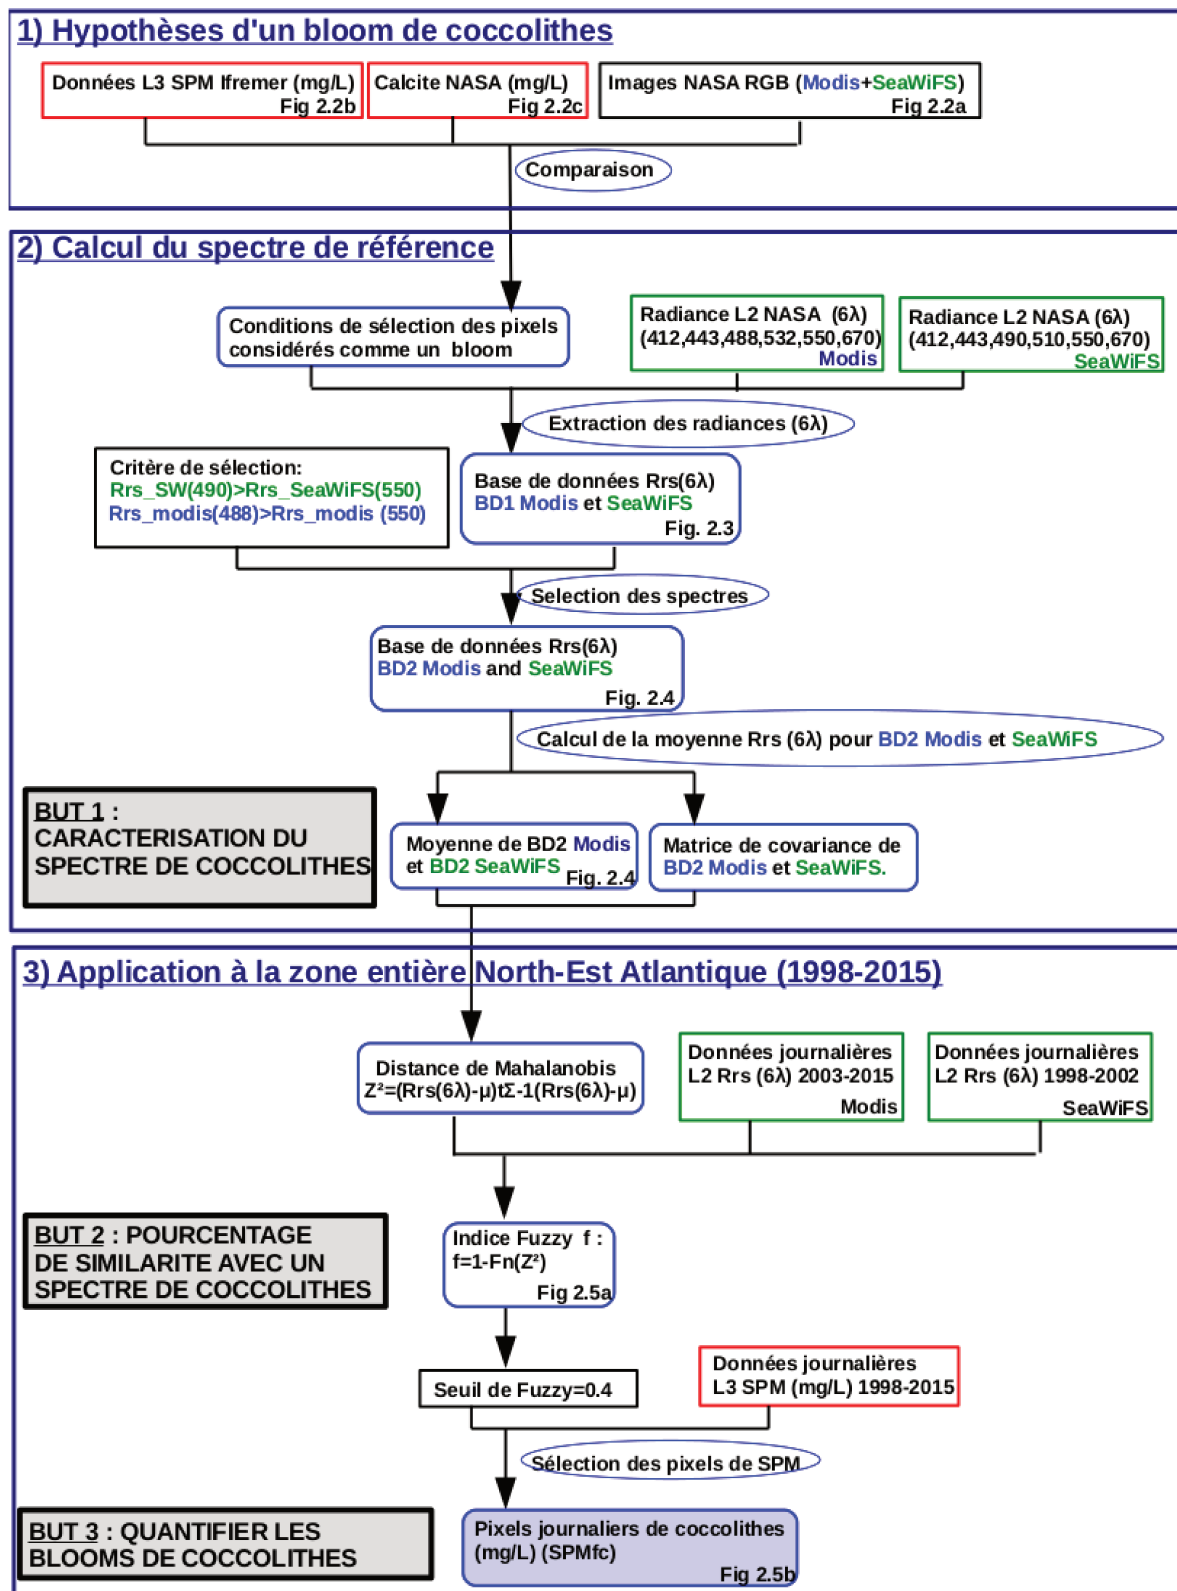 1) Hypothèses d'un bloom de coccolithes
Données L3 SPM Ifremer (mg/L)
Fig 2.2b
Calcite NASA (mg/L)
Fig 2.2c
Images NASA RGB (Modis+SeaWiFS)
Fig 2.2a
Comparaison
2) Calcul du spectre de référence
Conditions de sélection des pixels
considérés comme un bloom
Radiance L2 NASA (6λ)
(412,443,488,532,550,670)
Modis
Radiance L2 NASA (6λ)
(412,443,490,510,550,670)
SeaWiFS
Extraction des radiances (6λ)
Critère de sélection:
Rrs_SW(490)>Rrs_SeaWiFS(550)
Rrs_modis(488)>Rrs_modis (550)
Base de données Rrs(6λ)
BD1 Modis et SeaWiFS
Fig. 2.3
Selection des spectres
Base de données Rrs(6λ)
BD2 Modis and SeaWiFS
Fig. 2.4
Calcul de la moyenne Rrs (6λ) pour BD2 Modis et SeaWiFS
BUT 1 :
CARACTERISATION DU
SPECTRE DE COCCOLITHES
Moyenne de BD2 Modis
et BD2 SeaWiFS
Fig. 2.4
Matrice de covariance de
BD2 Modis et SeaWiFS.
3) Application à la zone entière North-Est Atlantique (1998-2015)
Distance de Mahalanobis
Z²=(Rrs(6λ)-μ)tΣ-1(Rrs(6λ)-μ)
Données journalières
L2 Rrs (6λ) 2003-2015
Modis
Données journalières
L2 Rrs (6λ) 1998-2002
SeaWiFS
BUT 2 : POURCENTAGE
DE SIMILARITE AVEC UN
SPECTRE DE COCCOLITHES
Indice Fuzzy f :
f=1-Fn(Z²)
Fig 2.5a
Seuil de Fuzzy=0.4
Données journalières
L3 SPM (mg/L) 1998-2015
Sélection des pixels de SPM
BUT 3 : QUANTIFIER LES
BLOOMS DE COCCOLITHES
Pixels journaliers de coccolithes
(mg/L) (SPMfc)
Fig 2.5b